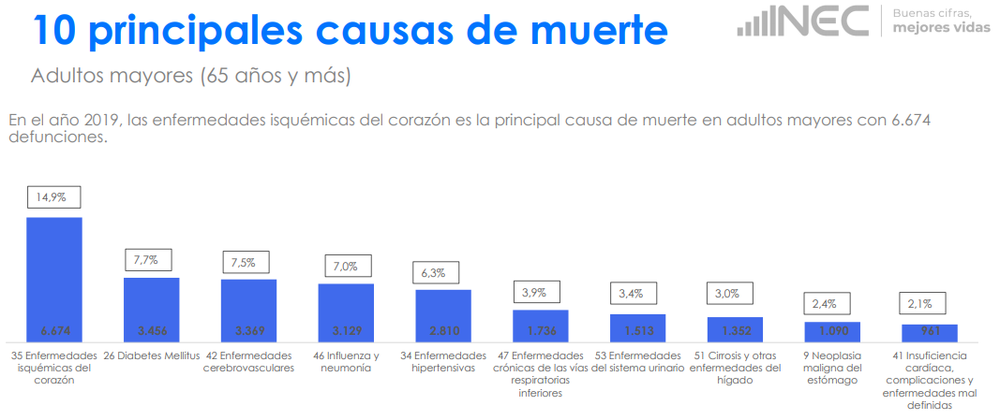 10 principales causas de muerte
INEC
Buenas cifras,
mejores vidas
Adultos mayores (65 años y más)
En el año 2019, las enfermedades isquémicas del corazón es la principal causa de muerte en adultos mayores con 6.674
defunciones.
14,9%
7,7%
7,5%
7,0%
6,3%
3,9%
3,4%
3,0%
2,4%
2,1%
6.674
3.456
3.369
3.129
2.810
1.736
1.513
1.352
1.090
961
35 Enfermedades
isquémicas del
corazón
26 Diabetes Mellitus
42 Enfermedades
cerebrovasculares
46 Influenza y
neumonía
34 Enfermedades
hipertensivas
47 Enfermedades
crónicas de las vías
respiratorias
inferiores
53 Enfermedades
del sistema urinario
51 Cirrosis y otras
enfermedades del
hígado
9 Neoplasia
maligna del
estómago
41 Insuficiencia
cardíaca,
complicaciones y
enfermedades mal
definidas